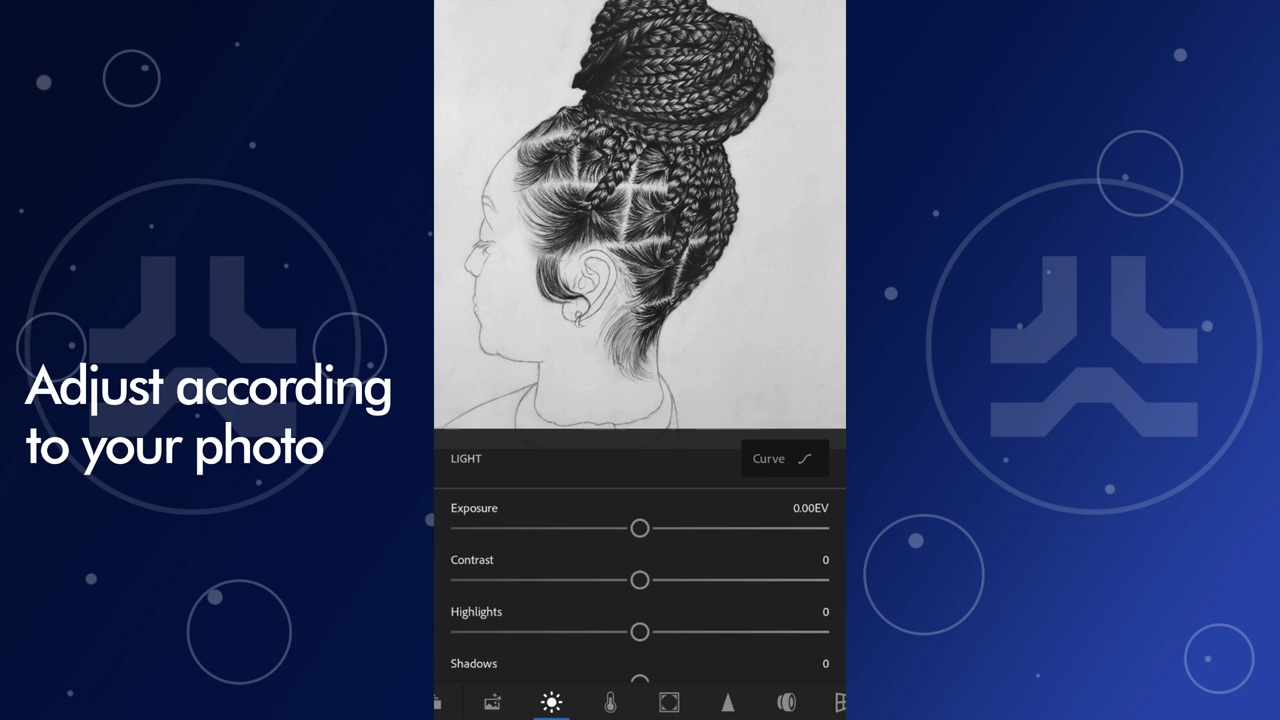 Adjust according
to your photo
LIGHT
Curve
Exposure 0.00EV
Contrast 0
Highlights 0
Shadows 0